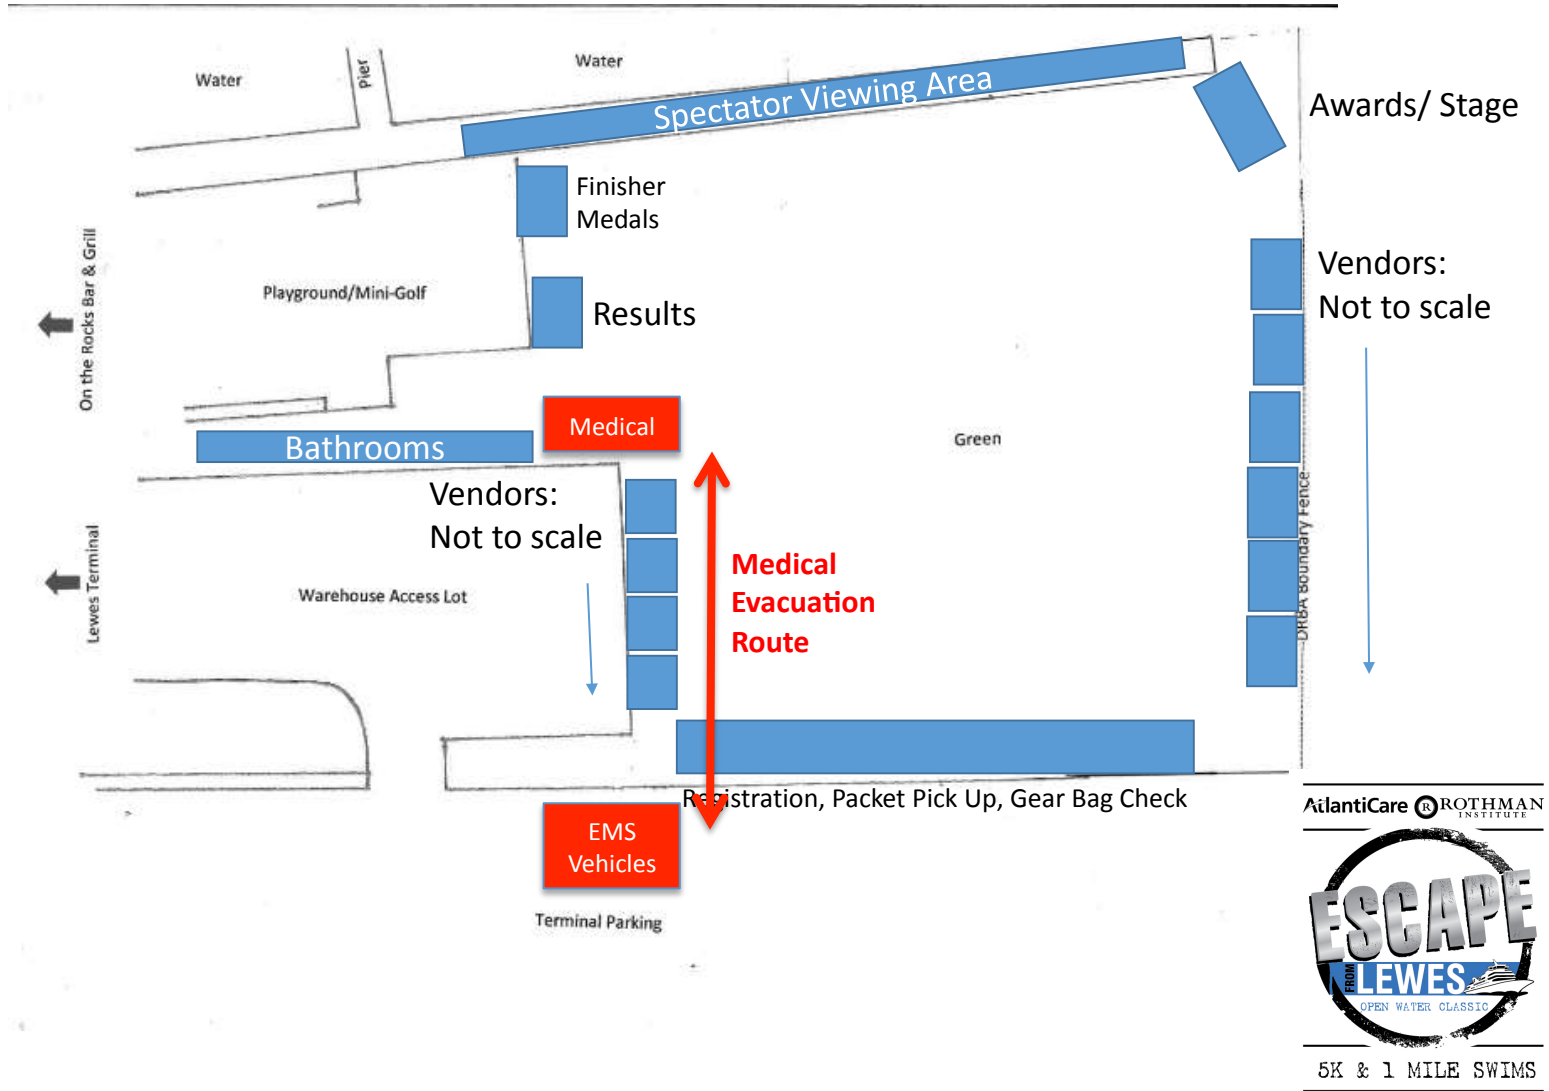 Water
Pier
Water
Spectator Viewing Area
Awards/ Stage
Finisher
Medals
On the Rocks Bar & Grill
Playground/Mini-Golf
Results
Vendors:
Not to scale
Medical
Bathrooms
Green
Vendors:
Not to scale
DRBA Boundary Fence
Lewes Terminal
Warehouse Access Lot
Medical
Evacuation
Route
Registration, Packet Pick Up, Gear Bag Check
EMS
Vehicles
Terminal Parking
AtlantiCare R ROTHMAN
INSTITUTE
ESCAPE
FROM LEWES
OPEN WATER CLASSIC
5K & 1 MILE SWIMS